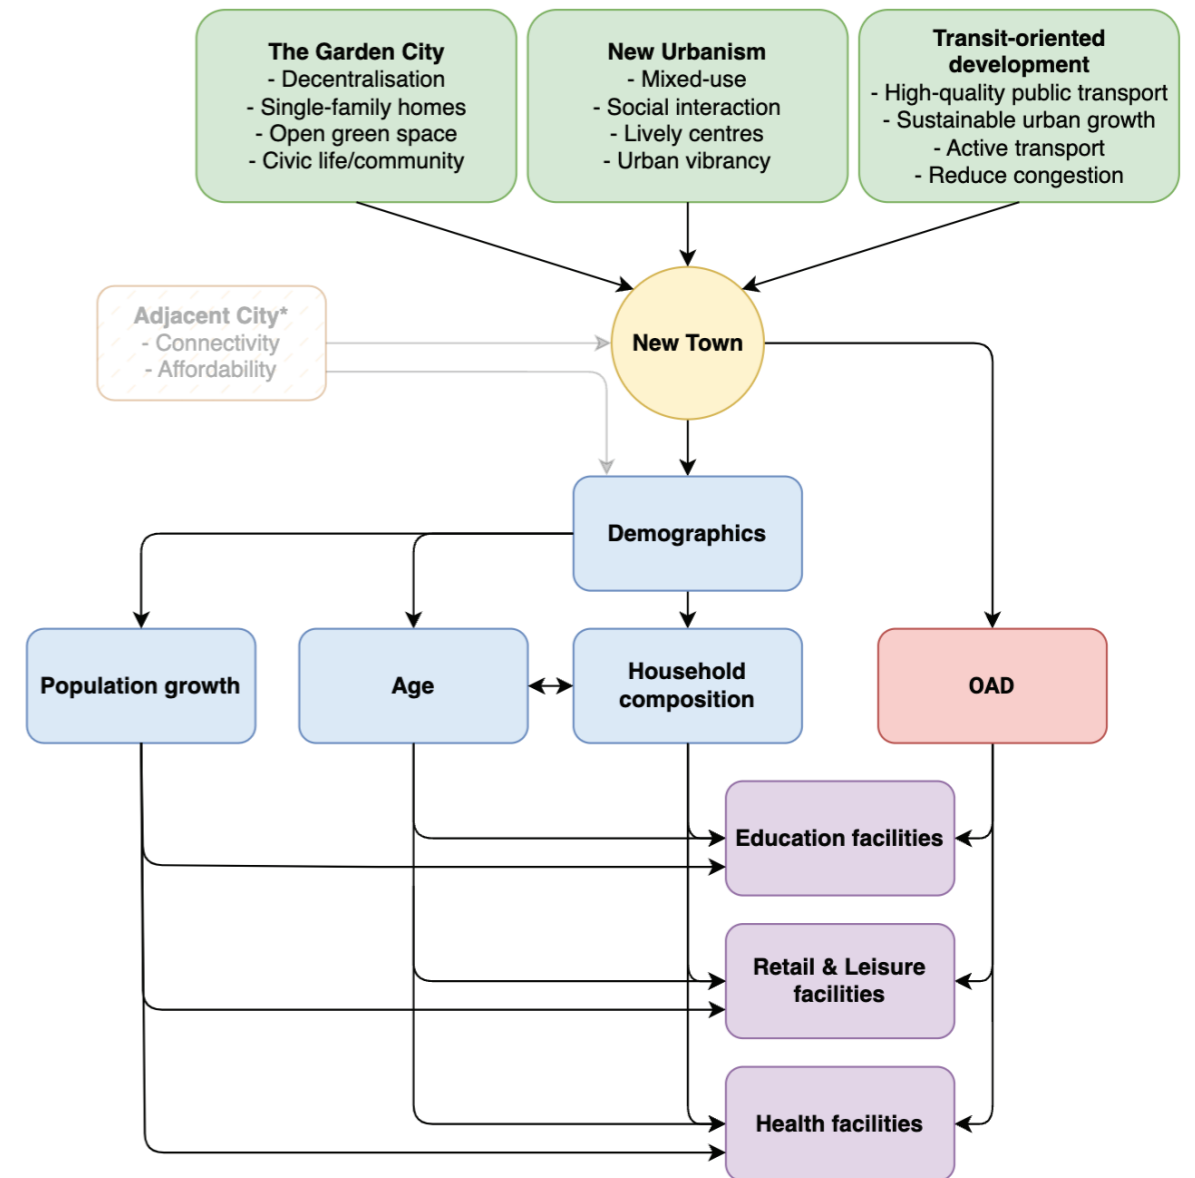 The Garden City
- Decentralisation
- Single-family homes
- Open green space
- Civic life/community
New Urbanism
- Mixed-use
- Social interaction
- Lively centres
- Urban vibrancy
Transit-oriented
development
- High-quality public transport
- Sustainable urban growth
- Active transport
- Reduce congestion
Adjacent City*
- Connectivity
- Affordability
New Town
Demographics
Population growth
Age
Household
composition
OAD
Education facilities
Retail & Leisure
facilities
Health facilities